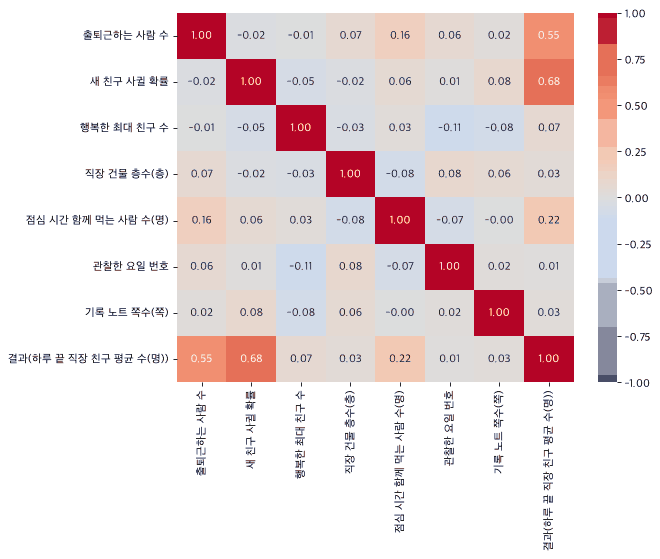 출퇴근하는 사람 수 1.00 -0.02 -0.01 0.07 0.16 0.06 0.02 0.55
새 친구 사귈 확률 -0.02 1.00 -0.05 -0.02 0.06 0.01 0.08 0.68
행복한 최대 친구 수 -0.01 -0.05 1.00 -0.03 0.03 -0.11 -0.08 0.07
직장 건물 층수(층) 0.07 -0.02 -0.03 1.00 -0.08 0.08 0.06 0.03
점심 시간 함께 먹는 사람 수(명) 0.16 0.06 0.03 -0.08 1.00 -0.07 -0.00 0.22
관찰한 요일 번호 0.06 0.01 -0.11 0.08 -0.07 1.00 0.02 0.01
기록 노트 쪽수(쪽) 0.02 0.08 -0.08 0.06 -0.00 0.02 1.00 0.03
결과(하루 끝 직장 친구 평균 수(명)) 0.55 0.68 0.07 0.03 0.22 0.01 0.03 1.00
출퇴근하는 사람 수
새 친구 사귈 확률
행복한 최대 친구 수
직장 건물 층수(층)
점심 시간 함께 먹는 사람 수(명)
관찰한 요일 번호
기록 노트 쪽수(쪽)
결과(하루 끝 직장 친구 평균 수(명))
1.00
0.75
0.50
0.25
0.00
-0.25
-0.50
-0.75
-1.00